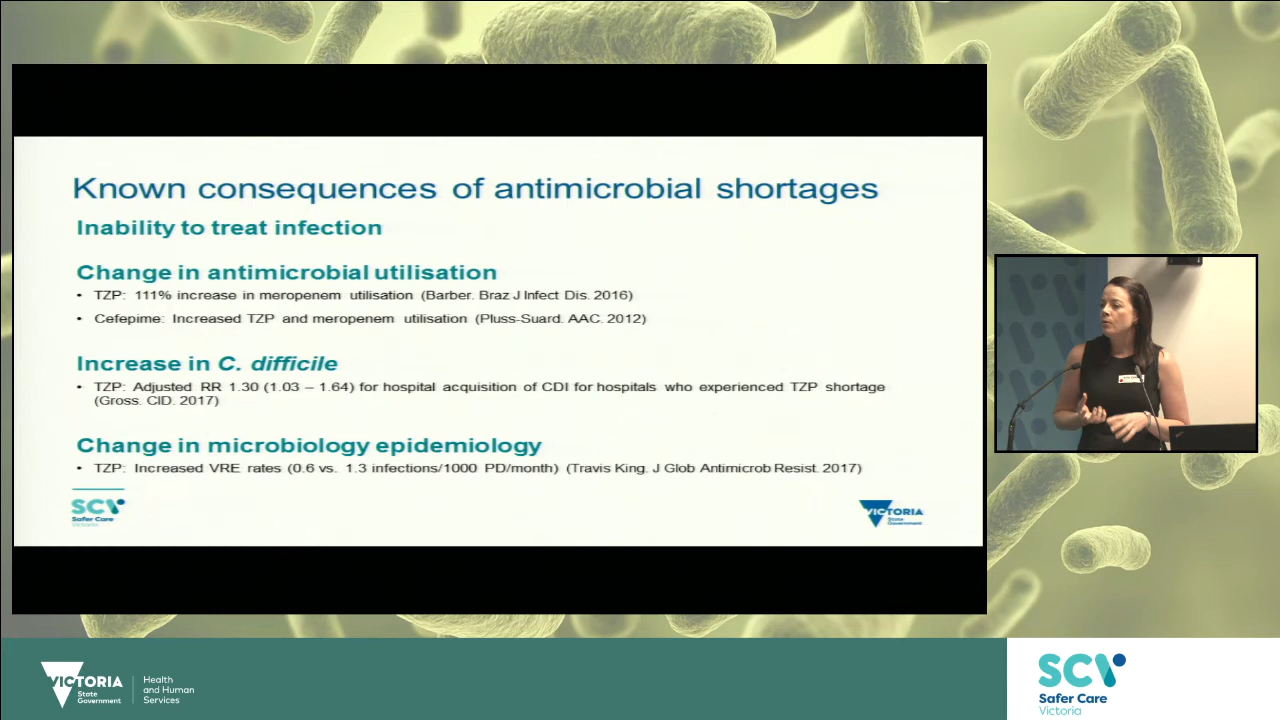 Known consequences of antimicrobial shortages
Inability to treat infection
Change in antimicrobial utilisation
• TZP: 111% increase in meropenem utilisation (Barber. Braz J Infect Dis. 2016)
• Cefepime: Increased TZP and meropenem utilisation (Pluss-Suard. AAC. 2012)
Increase in C. difficile
• TZP: Adjusted RR 1.30 (1.03 – 1.64) for hospital acquisition of CDI for hospitals who experienced TZP shortage
(Gross. CID. 2017)
Change in microbiology epidemiology
• TZP: Increased VRE rates (0.6 vs. 1.3 infections/1000 PD/month) (Travis King. J Glob Antimicrob Resist. 2017)
SCV
Safer Care
Victoria
VICTORIA
State
Government
VICTORIA
State
Government
Health
and Human
Services
SCV
Safer Care
Victoria